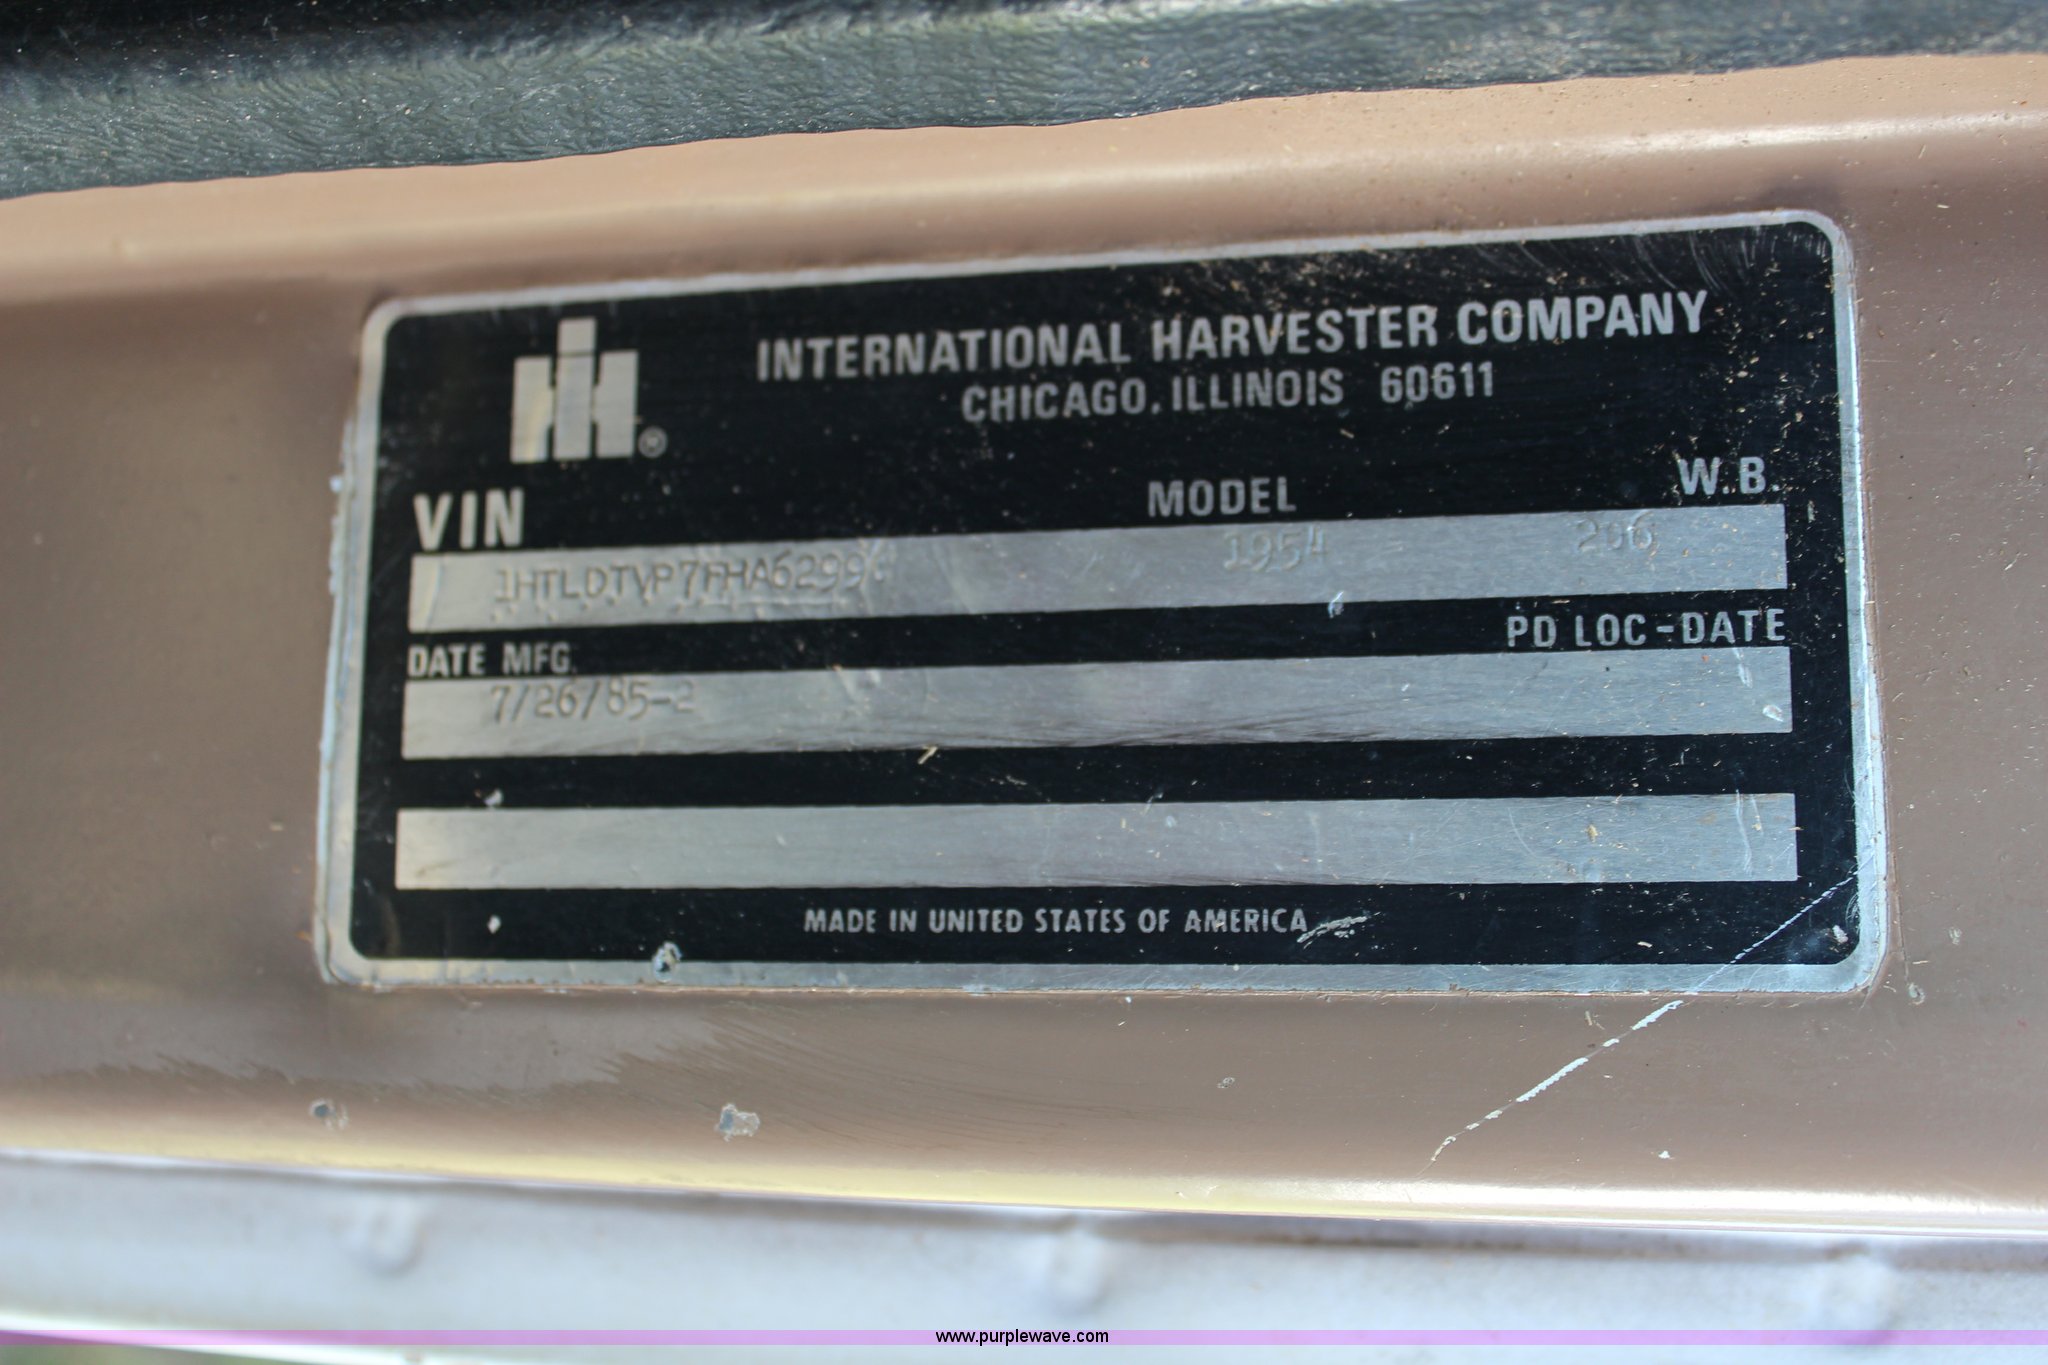 INTERNATIONAL HARVESTER COMPANY
CHICAGO, ILLINOIS 60611
VIN MODEL W.B.
1954 206
DATE MFG. PD LOC-DATE
7/26/85-2
MADE IN UNITED STATES OF AMERICA
www.purplewave.com